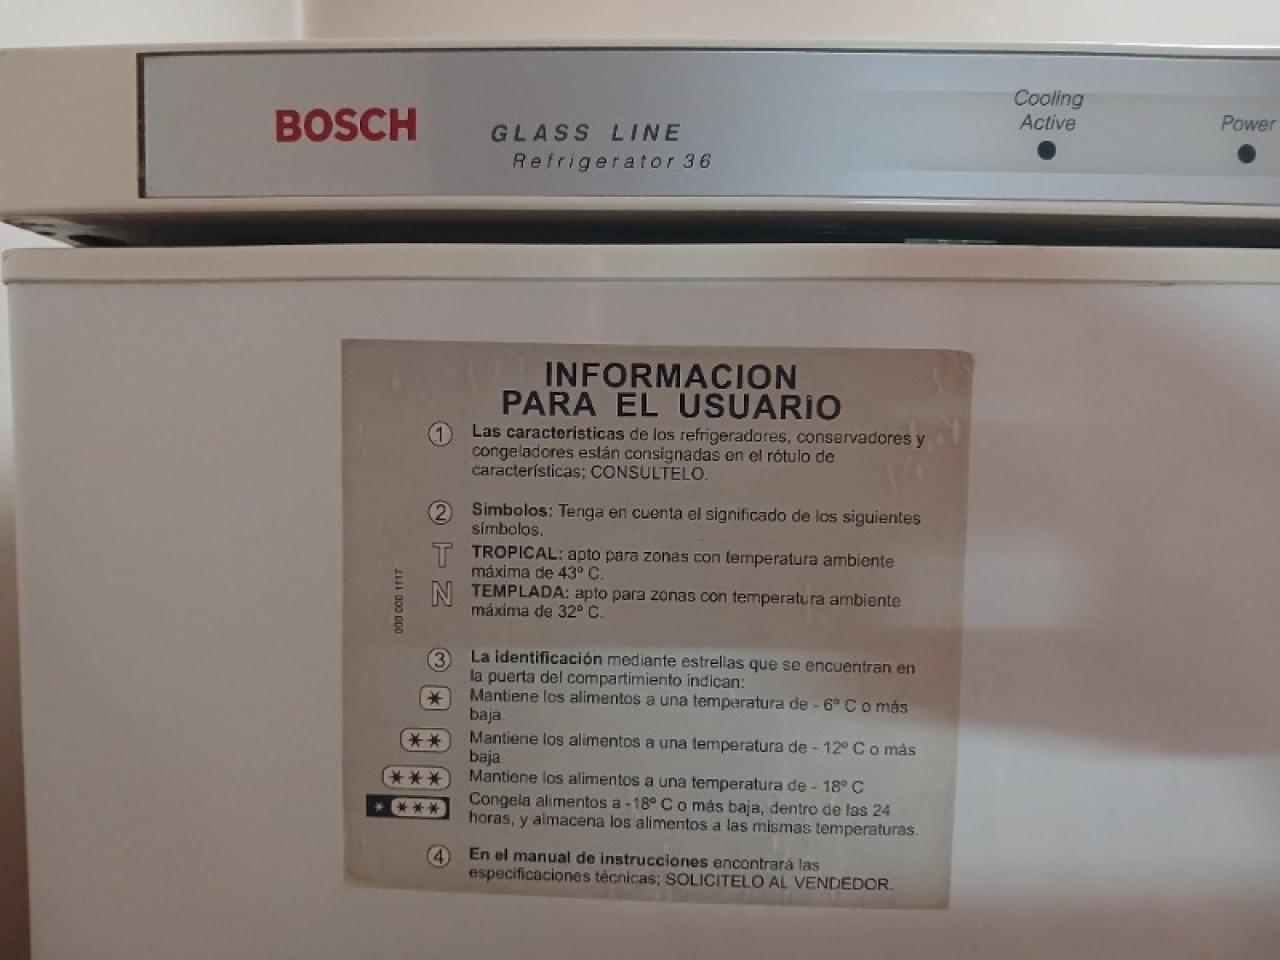 BOSCH
GLASS LINE
Refrigerator 36
Cooling
Active
Power
INFORMACION
PARA EL USUARIO
1 Las características de los refrigeradores, conservadores y
congeladores están consignadas en el rótulo de
características; CONSULTELO.
2 Símbolos: Tenga en cuenta el significado de los siguientes
símbolos.
T TROPICAL: apto para zonas con temperatura ambiente
máxima de 43º C.
N TEMPLADA: apto para zonas con temperatura ambiente
máxima de 32º C.
000 000 1117
3 La identificación mediante estrellas que se encuentran en
la puerta del compartimiento indican:
* Mantiene los alimentos a una temperatura de - 6º C o más
baja.
** Mantiene los alimentos a una temperatura de - 12º C o más
baja
*** Mantiene los alimentos a una temperatura de - 18º C
* *** Congela alimentos a -18º C o más baja, dentro de las 24
horas, y almacena los alimentos a las mismas temperaturas.
4 En el manual de instrucciones encontrará las
especificaciones técnicas; SOLICITELO AL VENDEDOR.